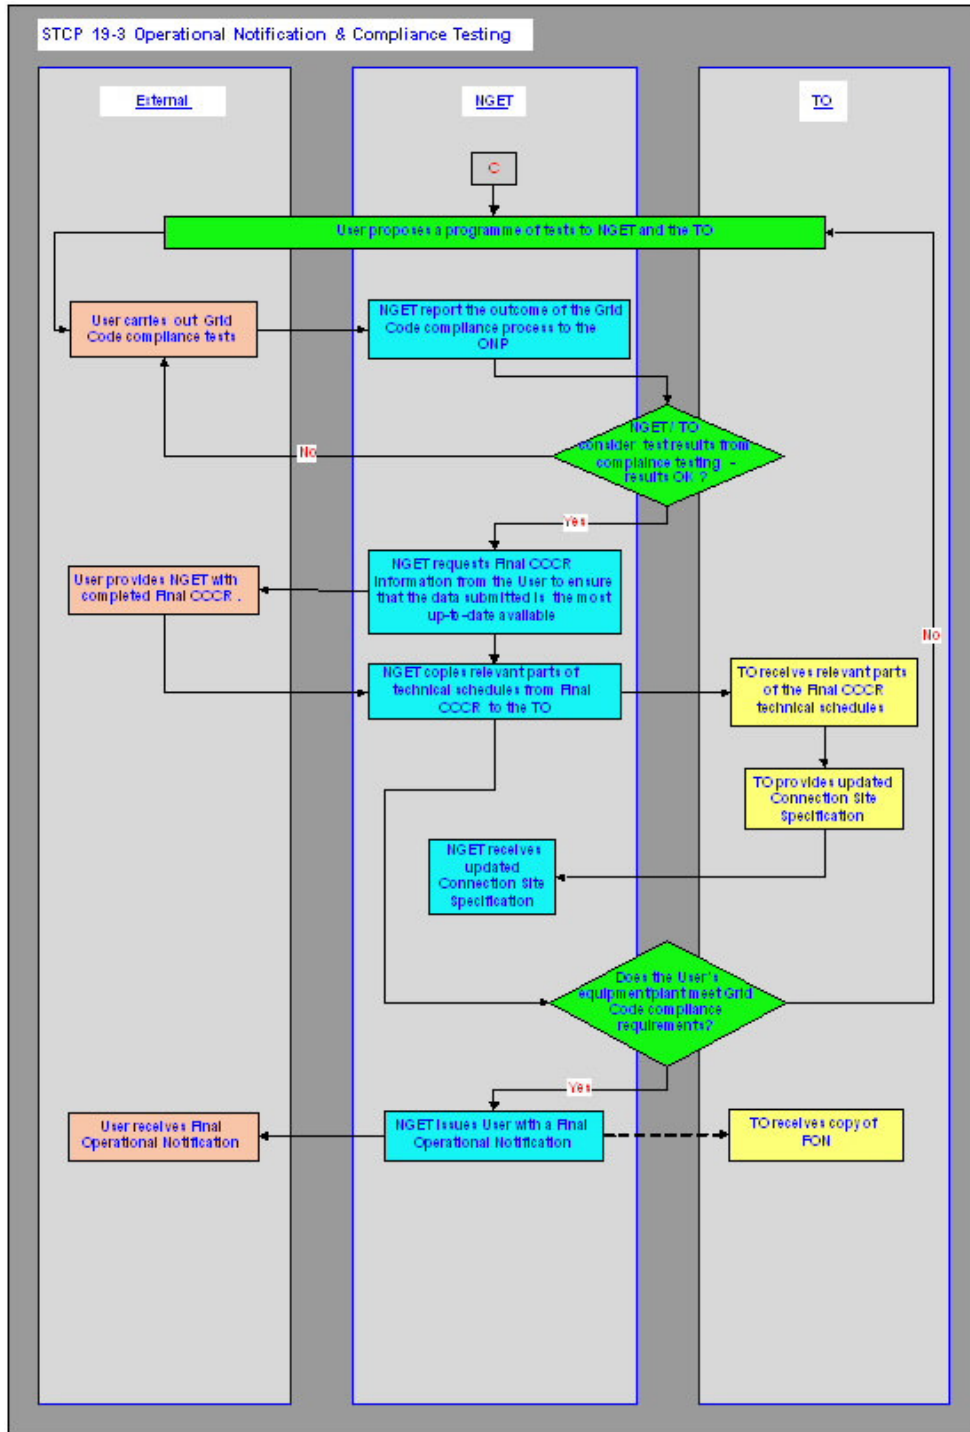 STCP 19-3 Operational Notification & Compliance Testing
External
NGET
TO
C
User proposes a programme of tests to NGET and the TO
User carries out Grid
Code compliance tests
NGET report the outcome of the Grid
Code compliance process to the
ONP
NGET / TO
consider test results from
complaince testing -
results OK ?
No
Yes
NGET requests Final CCCR
information from the User to ensure
that the data submitted is the most
up-to-date available
User provides NGET with
completed Final CCCR .
No
NGET copies relevant parts of
technical schedules from Final
CCCR to the TO
TO receives relevant parts
of the Final CCCR
technical schedules
TO provides updated
Connection Site
Specification
NGET receives
updated
Connection Site
Specification
Does the User's
equipment/plant meet Grid
Code compliance
requirements?
Yes
User receives Final
Operational Notification
NGET issues User with a Final
Operational Notification
TO receives copy of
FON